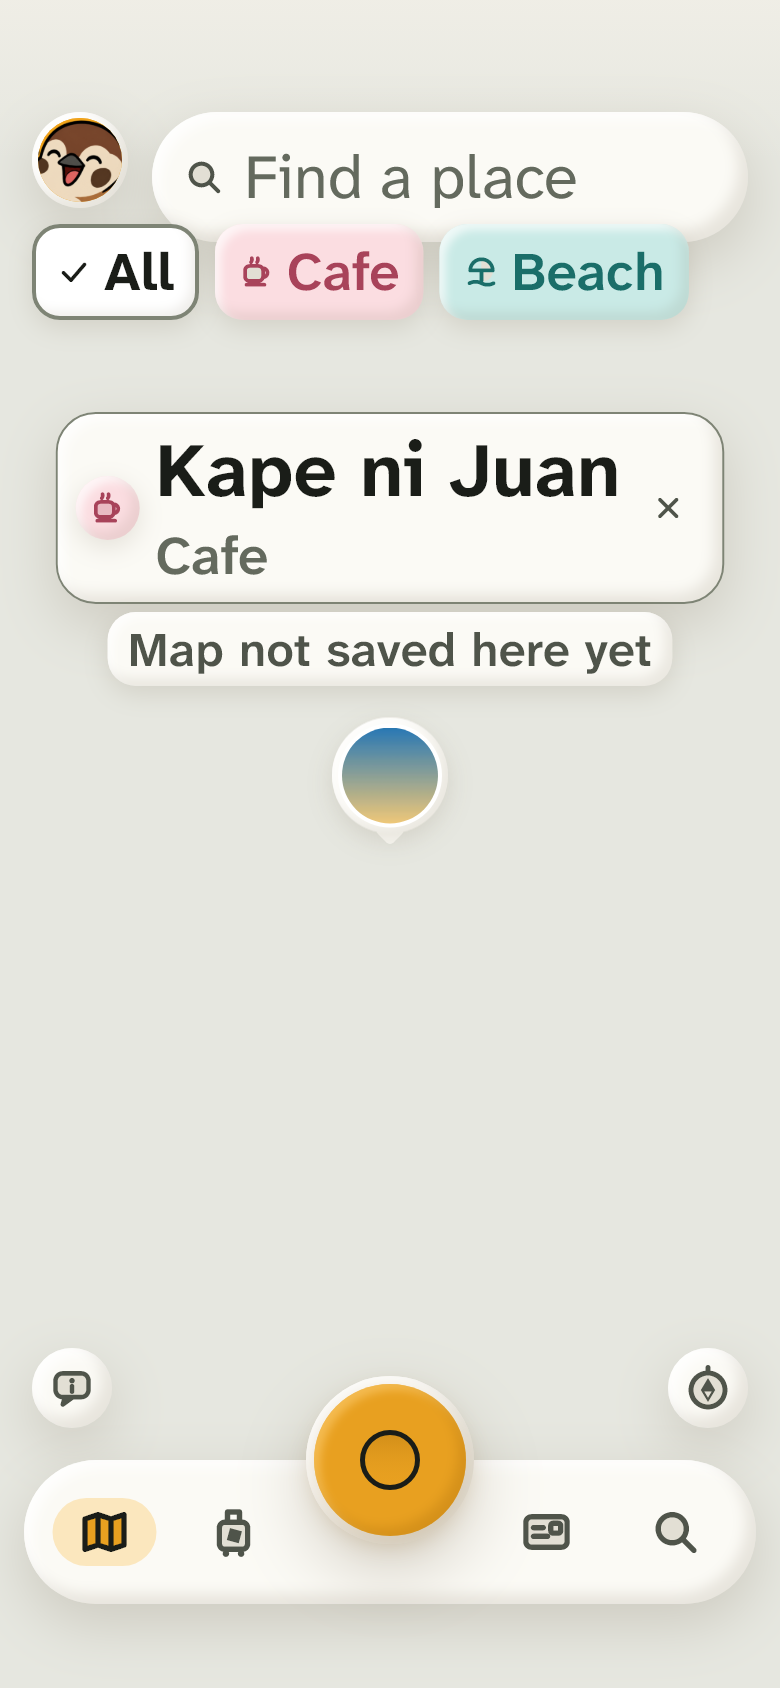 Find a place
All
Cafe
Beach
Kape ni Juan
Cafe
Map not saved here yet